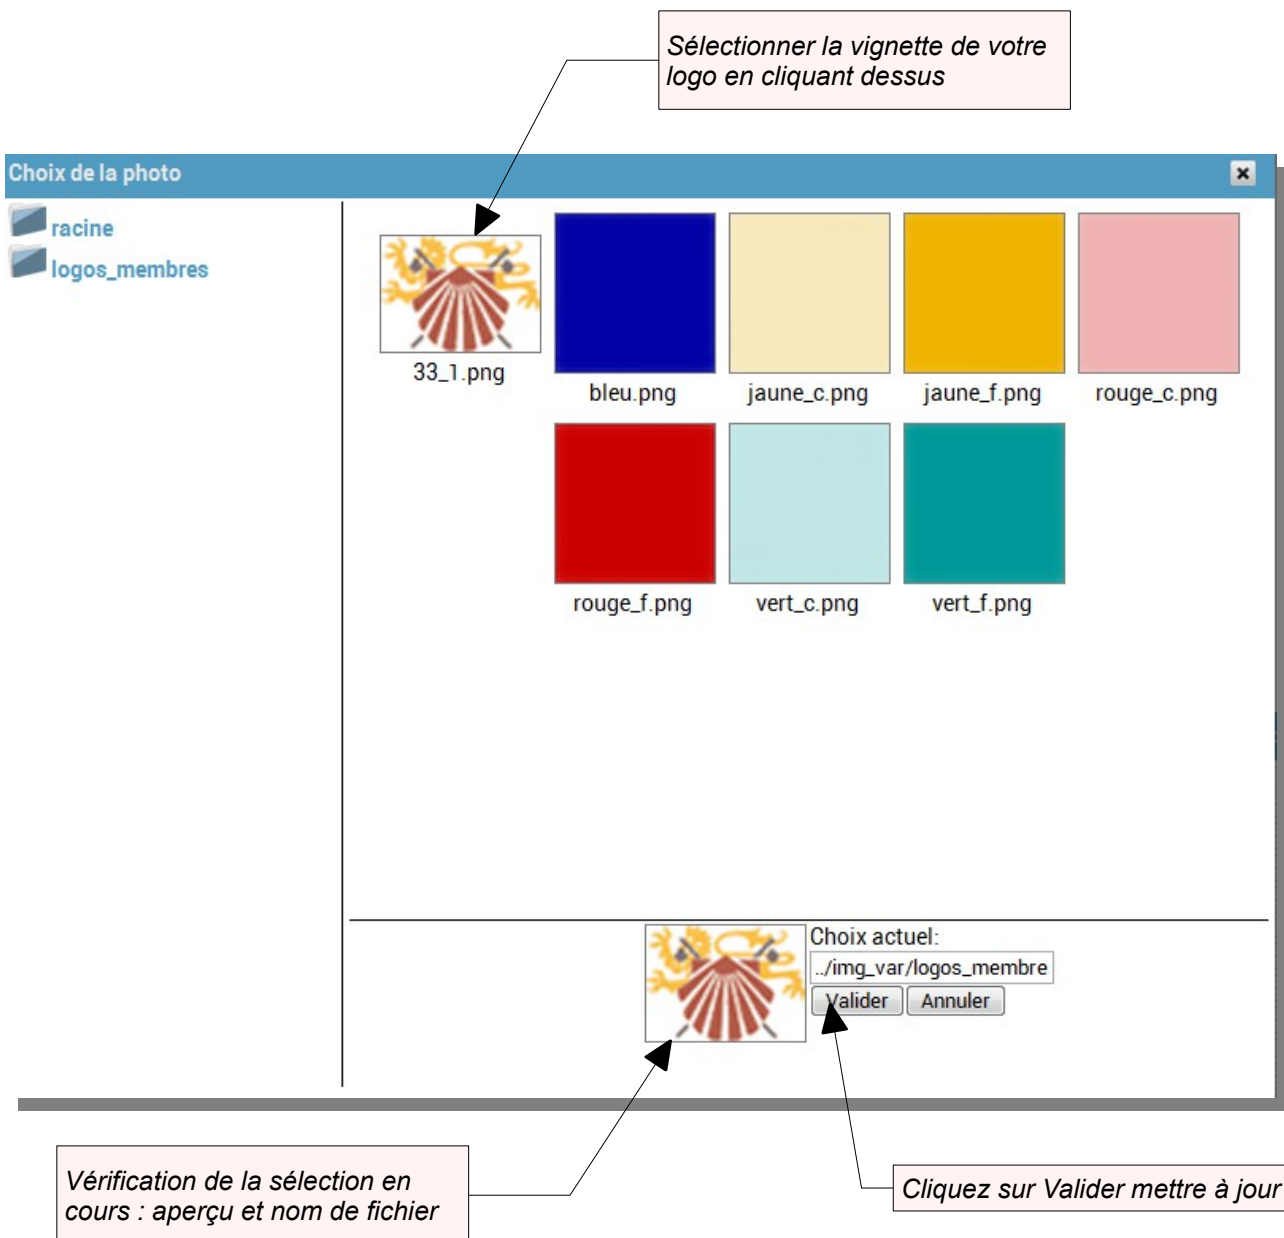 Sélectionner la vignette de votre
logo en cliquant dessus
Choix de la photo
racine
logos_membres
33_1.png
bleu.png
jaune_c.png
jaune_f.png
rouge_c.png
rouge_f.png
vert_c.png
vert_f.png
Choix actuel:
../img_var/logos_membre
Valider
Annuler
Vérification de la sélection en
cours : aperçu et nom de fichier
Cliquez sur Valider mettre à jour